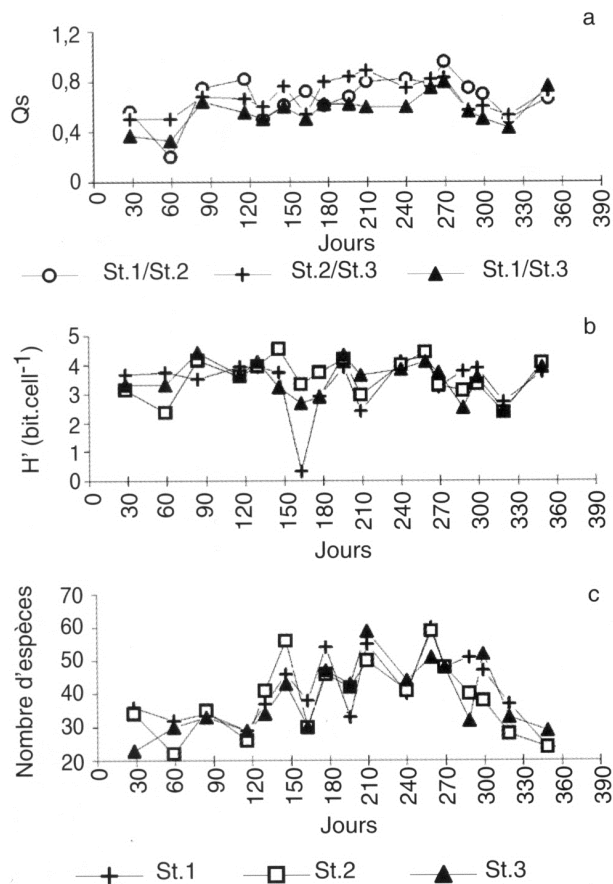 a
Qs
1,2
0,8
0,4
0
0 30 60 90 120 150 180 210 240 270 300 330 360 390
Jours
St.1/St.2 St.2/St.3 St.1/St.3
b
H' (bit.cell⁻¹)
5
4
3
2
1
0
0 30 60 90 120 150 180 210 240 270 300 330 360 390
Jours
c
Nombre d'espèces
70
60
50
40
30
20
0 30 60 90 120 150 180 210 240 270 300 330 360 390
Jours
St.1 St.2 St.3